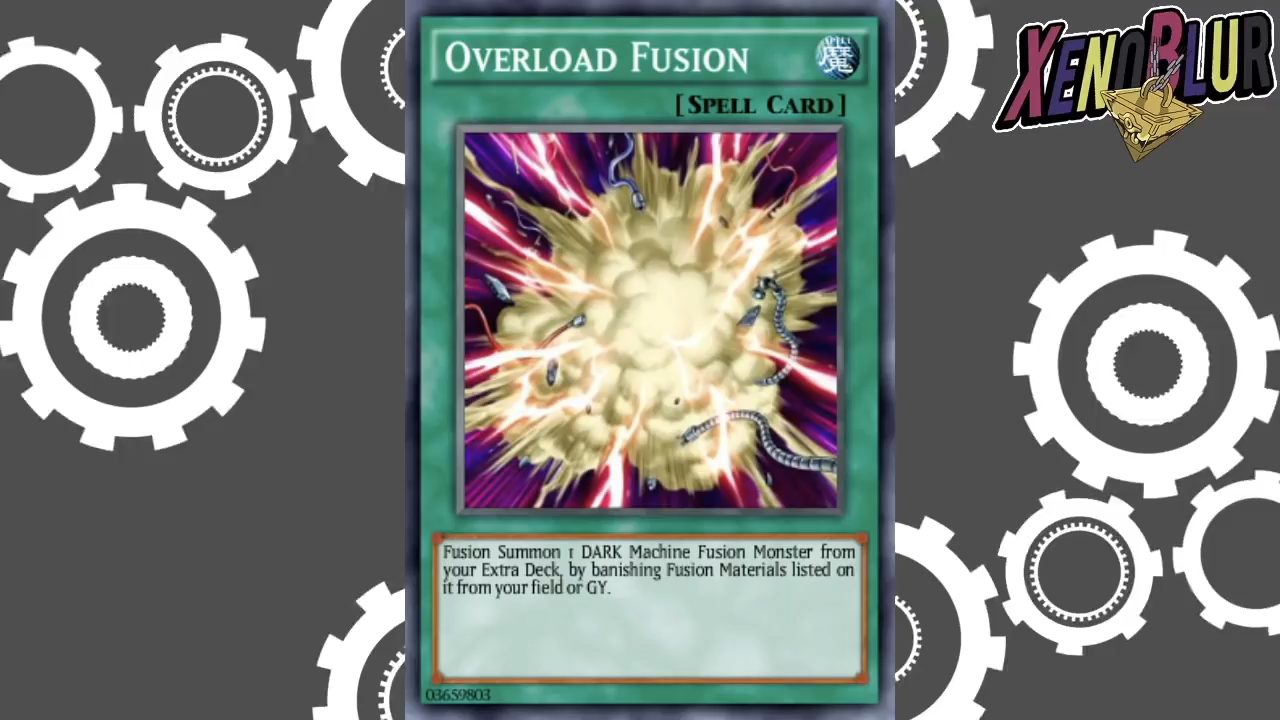 OVERLOAD FUSION
魔
[SPELL CARD]
Fusion Summon 1 DARK Machine Fusion Monster from
your Extra Deck, by banishing Fusion Materials listed on
it from your field or GY.
03659803
XENOBLUR